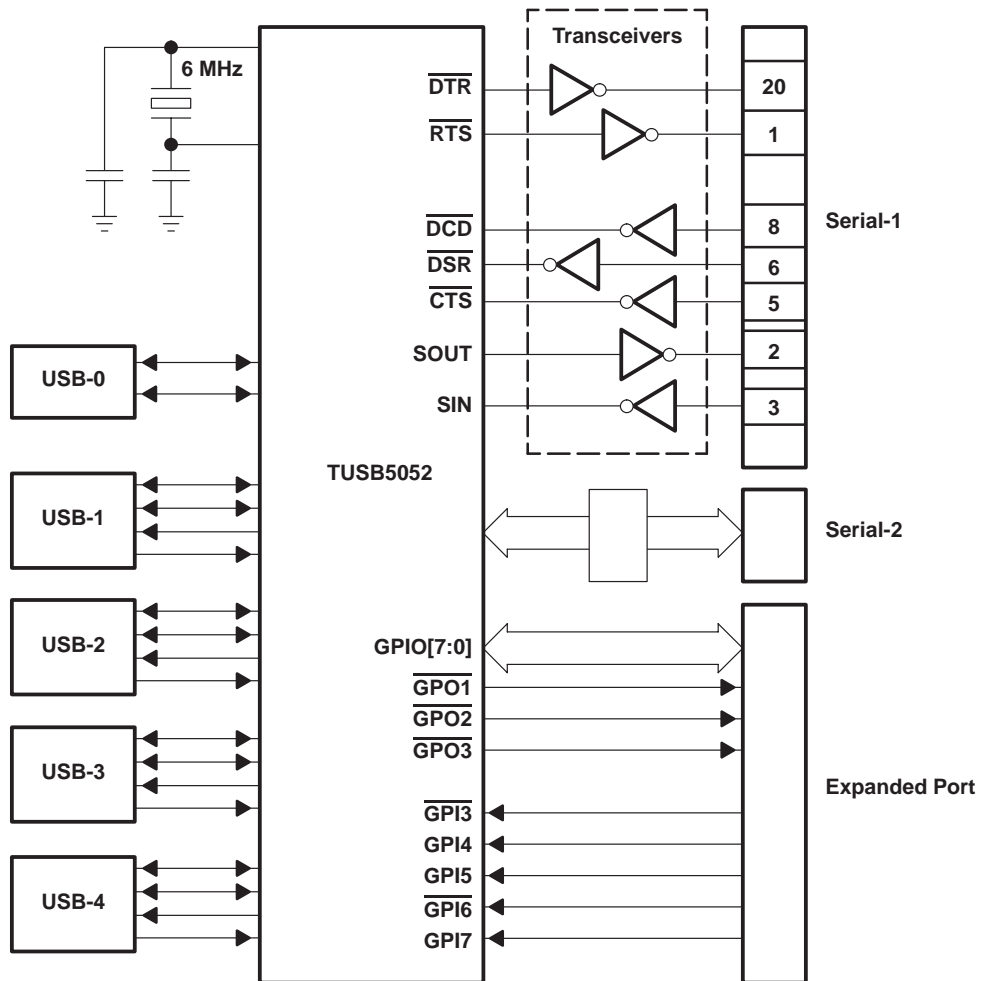 Transceivers
6 MHz
DTR
20
RTS
1
DCD
8
Serial-1
DSR
6
CTS
5
SOUT
2
USB-0
SIN
3
TUSB5052
USB-1
Serial-2
USB-2
GPIO[7:0]
GPO1
GPO2
GPO3
USB-3
Expanded Port
GPI3
GPI4
GPI5
USB-4
GPI6
GPI7